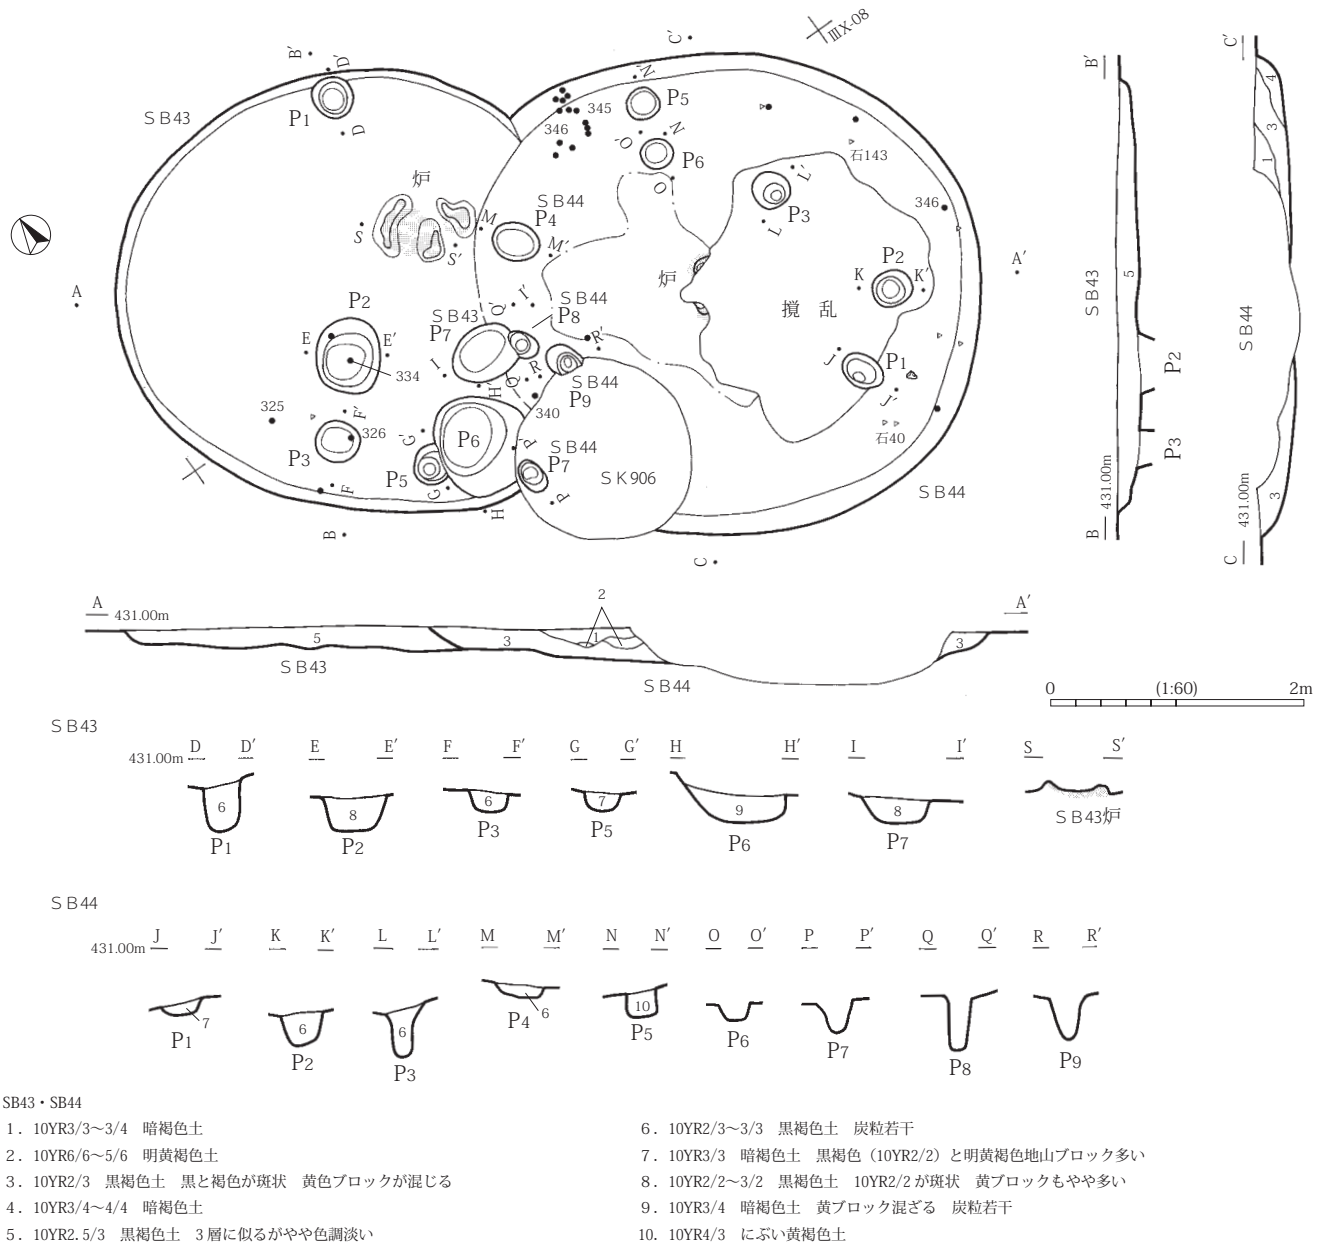 ⅢX-08
B′
D′
C′
SB43
P1
D
345
346
N′
P5
N
O′
P6
O
石143
L′
P3
L
346
炉
SB44
P4
M
M′
S
S′
A
A′
炉
撹乱
P2
K
K′
P2
E
E′
334
SB43
P7
Q′
I′
SB44
P8
R′
I
H′
Q
R
SB44
P9
340
J
P1
J′
石40
325
F′
326
P3
F
G′
P6
P5
G
P′
SB44
P7
P
SK906
SB44
H
B
C
B′
SB43
5
P2
P3
431.00m
B
C′
4
3
1
SB44
431.00m
3
C
A 431.00m
A′
2
5
3
1
3
SB43
SB44
0 (1:60) 2m
SB43
431.00m
D D′ E E′ F F′ G G′ H H′ I I′ S S′
6 8 6 7 9 8
P1 P2 P3 P5 P6 P7 SB43炉
SB44
431.00m
J J′ K K′ L L′ M M′ N N′ O O′ P P′ Q Q′ R R′
7 6 6 6 10
P1 P2 P3 P4 P5 P6 P7 P8 P9
SB43・SB44
1．10YR3/3～3/4　暗褐色土
2．10YR6/6～5/6　明黄褐色土
3．10YR2/3　黒褐色土　黒と褐色が斑状　黄色ブロックが混じる
4．10YR3/4～4/4　暗褐色土
5．10YR2.5/3　黒褐色土　3層に似るがやや色調淡い
6．10YR2/3～3/3　黒褐色土　炭粒若干
7．10YR3/3　暗褐色土　黒褐色（10YR2/2）と明黄褐色地山ブロック多い
8．10YR2/2～3/2　黒褐色土　10YR2/2が斑状　黄ブロックもやや多い
9．10YR3/4　暗褐色土　黄ブロック混ざる　炭粒若干
10．10YR4/3　にぶい黄褐色土